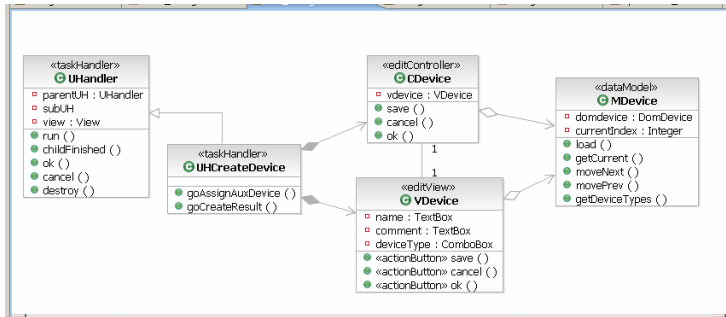 «taskHandler»
UHandler
parentUH : UHandler
subUH
view : View
run ( )
childFinished ( )
ok ( )
cancel ( )
destroy ( )
«taskHandler»
UHCreateDevice
goAssignAuxDevice ( )
goCreateResult ( )
«editController»
CDevice
vdevice : VDevice
save ( )
cancel ( )
ok ( )
1
1
«editView»
VDevice
name : TextBox
comment : TextBox
deviceType : ComboBox
«actionButton» save ( )
«actionButton» cancel ( )
«actionButton» ok ( )
«dataModel»
MDevice
domdevice : DomDevice
currentIndex : Integer
load ( )
getCurrent ( )
moveNext ( )
movePrev ( )
getDeviceTypes ( )